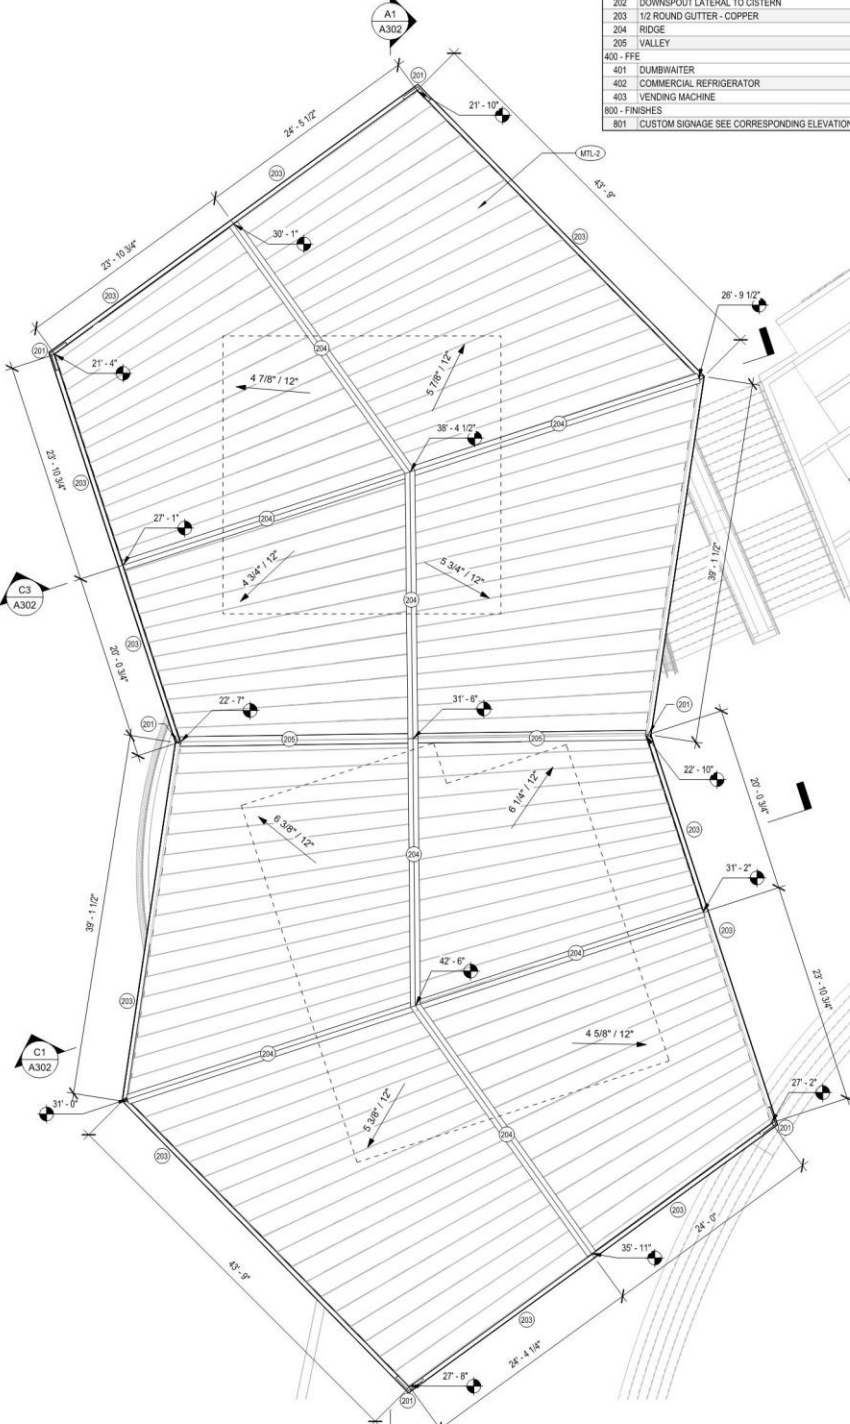 202 DOWNSPOUT LATERAL TO CISTERN
203 1/2 ROUND GUTTER - COPPER
204 RIDGE
205 VALLEY
400 - FFE
401 DUMBWAITER
402 COMMERCIAL REFRIGERATOR
403 VENDING MACHINE
800 - FINISHES
801 CUSTOM SIGNAGE SEE CORRESPONDING ELEVATION
A1
A302
201
21' - 10"
24' - 5 1/2"
MTL-2
203
43' - 9"
203
30' - 1"
23' - 10 3/4"
203
26' - 9 1/2"
201
21' - 4"
204
4 7/8" / 12"
5 7/8" / 12"
38' - 4 1/2"
204
23' - 10 3/4"
203
27' - 1"
204
39' - 1 1/2"
4 3/4" / 12"
5 3/4" / 12"
C3
A302
204
203
20' - 0 3/4"
22' - 7"
31' - 6"
201
201
205
205
22' - 10"
20' - 0 3/4"
6 1/4" / 12"
6 3/8" / 12"
203
204
31' - 2"
39' - 1 1/2"
203
204
42' - 6"
23' - 10 3/4"
203
C1
A302
204
4 5/8" / 12"
27' - 2"
31' - 0"
5 3/8" / 12"
204
201
203
203
24' - 0"
35' - 11"
43' - 9"
203
24' - 4 1/4"
27' - 8"
201